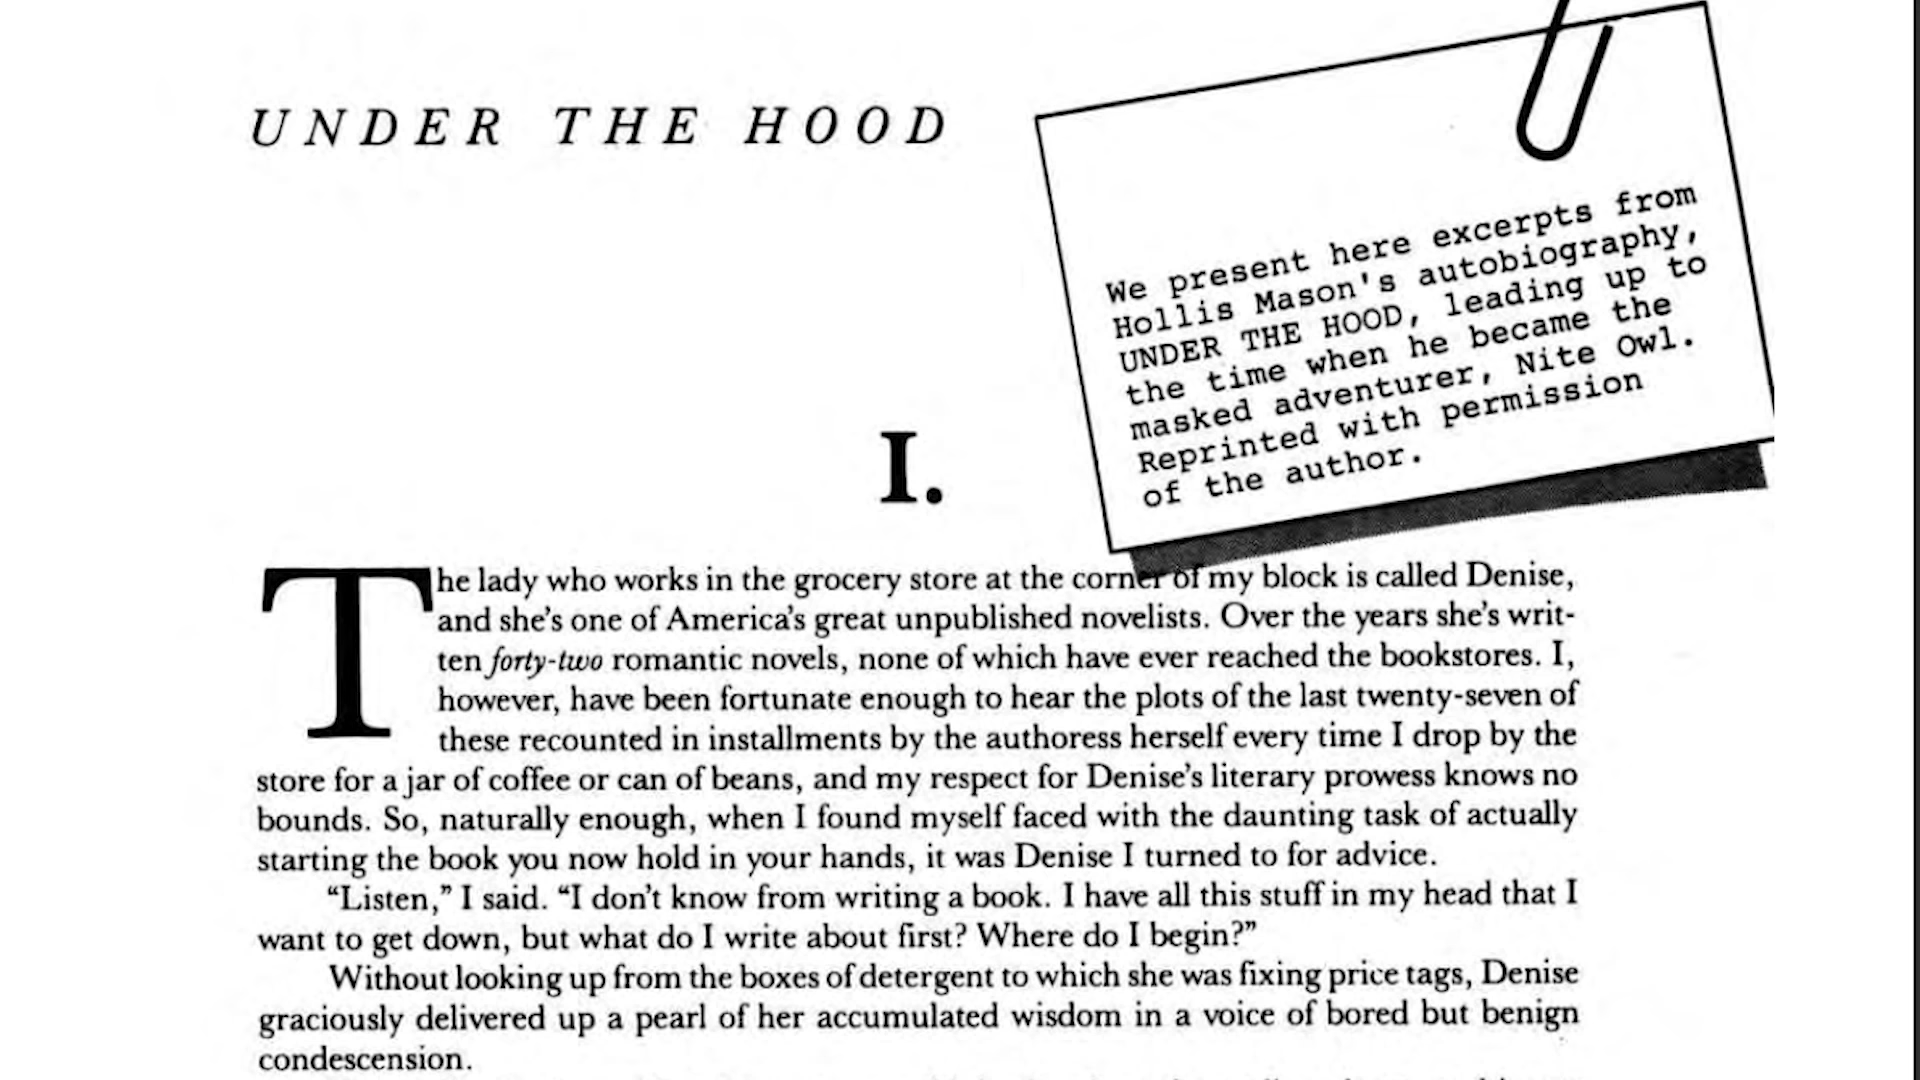 UNDER THE HOOD
We present here excerpts from
Hollis Mason's autobiography,
UNDER THE HOOD, leading up to
the time when he became the
masked adventurer, Nite Owl.
Reprinted with permission
of the author.
I.
The lady who works in the grocery store at the corner of my block is called Denise,
and she's one of America's great unpublished novelists. Over the years she's writ-
ten forty-two romantic novels, none of which have ever reached the bookstores. I,
however, have been fortunate enough to hear the plots of the last twenty-seven of
these recounted in installments by the authoress herself every time I drop by the
store for a jar of coffee or can of beans, and my respect for Denise's literary prowess knows no
bounds. So, naturally enough, when I found myself faced with the daunting task of actually
starting the book you now hold in your hands, it was Denise I turned to for advice.
“Listen,” I said. “I don't know from writing a book. I have all this stuff in my head that I
want to get down, but what do I write about first? Where do I begin?”
Without looking up from the boxes of detergent to which she was fixing price tags, Denise
graciously delivered up a pearl of her accumulated wisdom in a voice of bored but benign
condescension.